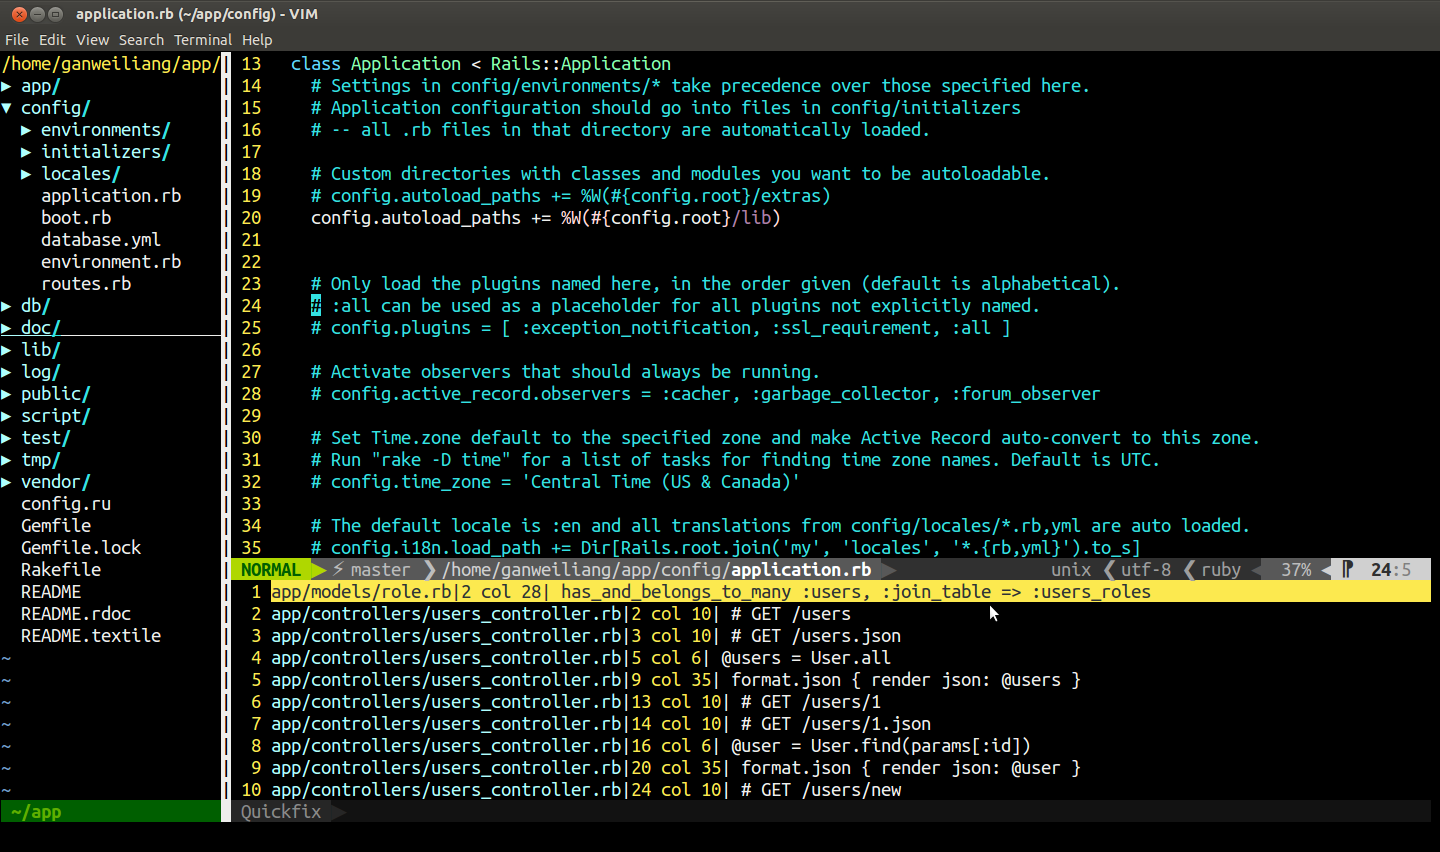 application.rb (~/app/config) - VIM
File Edit View Search Terminal Help
/home/ganweiliang/app/
▶ app/
▼ config/
▶ environments/
▶ initializers/
▶ locales/
application.rb
boot.rb
database.yml
environment.rb
routes.rb
▶ db/
▶ doc/
▶ lib/
▶ log/
▶ public/
▶ script/
▶ test/
▶ tmp/
▶ vendor/
config.ru
Gemfile
Gemfile.lock
Rakefile
README
README.rdoc
README.textile
~
~
~
~
~
~
~
~/app
13 class Application < Rails::Application
14 # Settings in config/environments/* take precedence over those specified here.
15 # Application configuration should go into files in config/initializers
16 # -- all .rb files in that directory are automatically loaded.
17
18 # Custom directories with classes and modules you want to be autoloadable.
19 # config.autoload_paths += %W(#{config.root}/extras)
20 config.autoload_paths += %W(#{config.root}/lib)
21
22
23 # Only load the plugins named here, in the order given (default is alphabetical).
24 # :all can be used as a placeholder for all plugins not explicitly named.
25 # config.plugins = [ :exception_notification, :ssl_requirement, :all ]
26
27 # Activate observers that should always be running.
28 # config.active_record.observers = :cacher, :garbage_collector, :forum_observer
29
30 # Set Time.zone default to the specified zone and make Active Record auto-convert to this zone.
31 # Run "rake -D time" for a list of tasks for finding time zone names. Default is UTC.
32 # config.time_zone = 'Central Time (US & Canada)'
33
34 # The default locale is :en and all translations from config/locales/*.rb,yml are auto loaded.
35 # config.i18n.load_path += Dir[Rails.root.join('my', 'locales', '*.{rb,yml}').to_s]
NORMAL ⚡ master ❯ /home/ganweiliang/app/config/application.rb unix ❮ utf-8 ❮ ruby 37% ⁋ 24:5
1 app/models/role.rb|2 col 28| has_and_belongs_to_many :users, :join_table => :users_roles
2 app/controllers/users_controller.rb|2 col 10| # GET /users
3 app/controllers/users_controller.rb|3 col 10| # GET /users.json
4 app/controllers/users_controller.rb|5 col 6| @users = User.all
5 app/controllers/users_controller.rb|9 col 35| format.json { render json: @users }
6 app/controllers/users_controller.rb|13 col 10| # GET /users/1
7 app/controllers/users_controller.rb|14 col 10| # GET /users/1.json
8 app/controllers/users_controller.rb|16 col 6| @user = User.find(params[:id])
9 app/controllers/users_controller.rb|20 col 35| format.json { render json: @user }
10 app/controllers/users_controller.rb|24 col 10| # GET /users/new
Quickfix